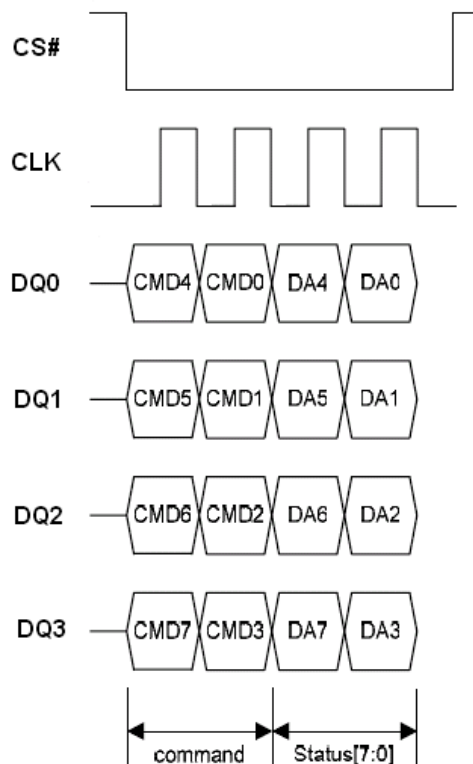 CS#
CLK
DQ0 CMD4 CMD0 DA4 DA0
DQ1 CMD5 CMD1 DA5 DA1
DQ2 CMD6 CMD2 DA6 DA2
DQ3 CMD7 CMD3 DA7 DA3
command Status[7:0]